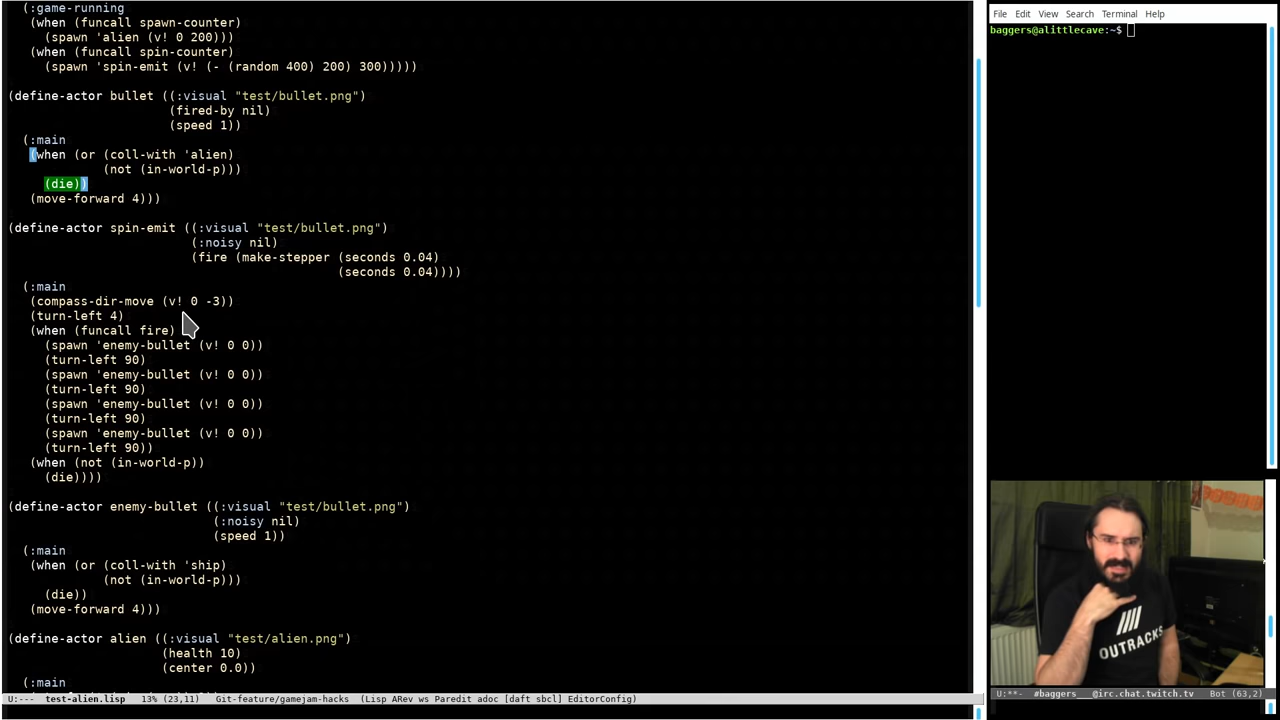 (:game-running
(when (funcall spawn-counter)
(spawn 'alien (v! 0 200)))
(when (funcall spin-counter)
(spawn 'spin-emit (v! (- (random 400) 200) 300)))))
(define-actor bullet ((:visual "test/bullet.png")
(fired-by nil)
(speed 1))
(:main
(when (or (coll-with 'alien)
(not (in-world-p)))
(die))
(move-forward 4)))
(define-actor spin-emit ((:visual "test/bullet.png")
(:noisy nil)
(fire (make-stepper (seconds 0.04)
(seconds 0.04))))
(:main
(compass-dir-move (v! 0 -3))
(turn-left 4)
(when (funcall fire)
(spawn 'enemy-bullet (v! 0 0))
(turn-left 90)
(spawn 'enemy-bullet (v! 0 0))
(turn-left 90)
(spawn 'enemy-bullet (v! 0 0))
(turn-left 90)
(spawn 'enemy-bullet (v! 0 0))
(turn-left 90))
(when (not (in-world-p))
(die))))
(define-actor enemy-bullet ((:visual "test/bullet.png")
(:noisy nil)
(speed 1))
(:main
(when (or (coll-with 'ship)
(not (in-world-p)))
(die))
(move-forward 4)))
(define-actor alien ((:visual "test/alien.png")
(health 10)
(center 0.0))
(:main
U:--- test-alien.lisp 13% (23,11) Git-feature/gamejam-hacks (Lisp ARev ws Paredit adoc [daft sbcl] EditorConfig)
File Edit View Search Terminal Help
baggers@alittlecave:~$
OUTRACKS
U:**- #baggers___@irc.chat.twitch.tv Bot (63,2)